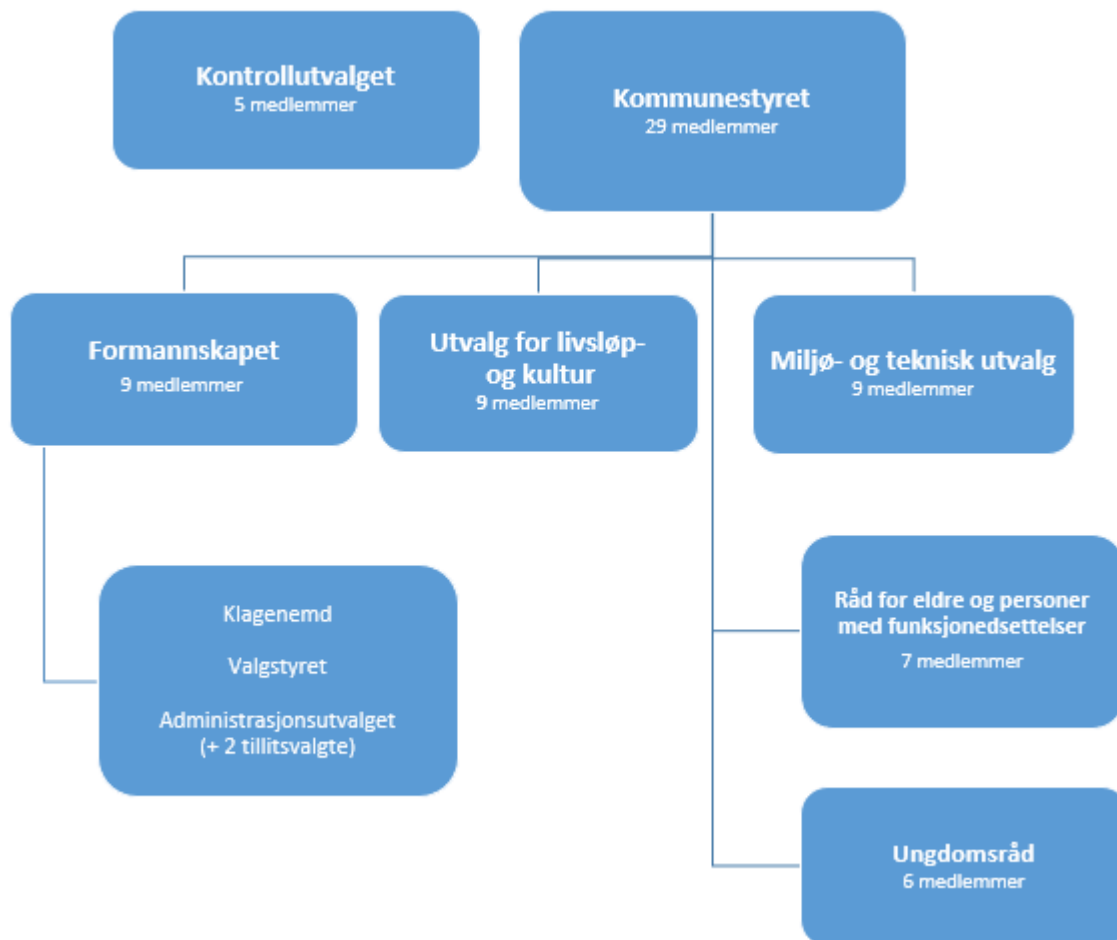 Kontrollutvalget
5 medlemmer
Kommunestyret
29 medlemmer
Formannskapet
9 medlemmer
Utvalg for livsløp-
og kultur
9 medlemmer
Miljø- og teknisk utvalg
9 medlemmer
Klagenemd
Valgstyret
Administrasjonsutvalget
(+ 2 tillitsvalgte)
Råd for eldre og personer
med funksjonedsettelser
7 medlemmer
Ungdomsråd
6 medlemmer